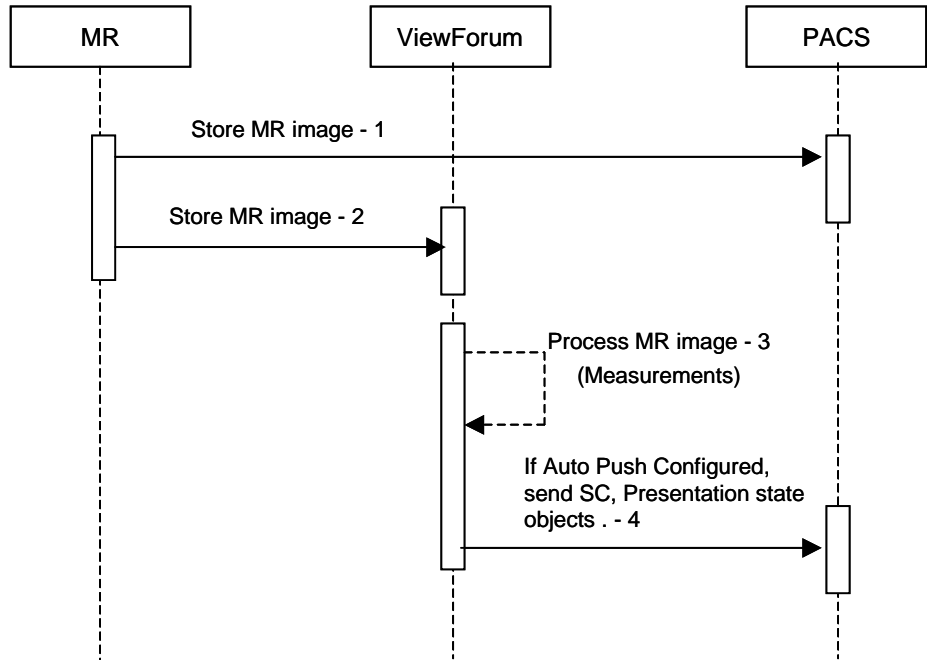 MR
ViewForum
PACS
Store MR image - 1
Store MR image - 2
Process MR image - 3
(Measurements)
If Auto Push Configured,
send SC, Presentation state
objects . - 4